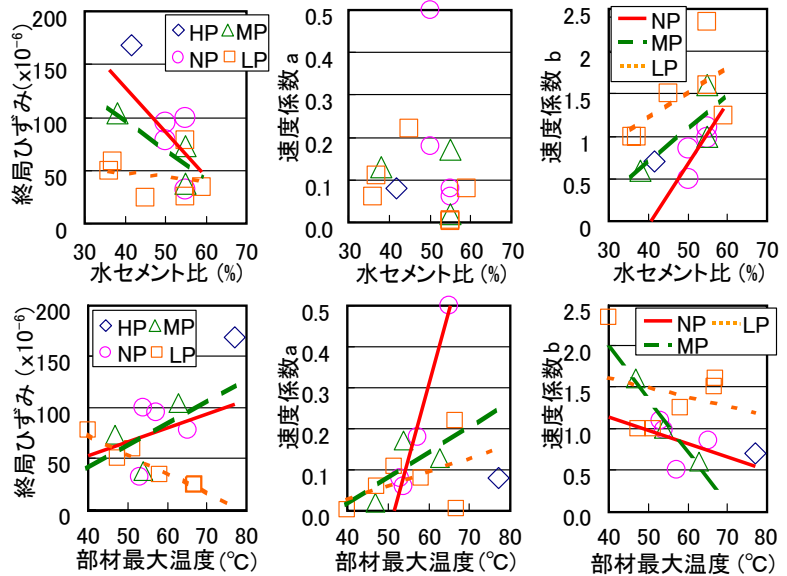 終局ひずみ(x10⁻⁶)
200
150
100
50
0
30 40 50 60 70
水セメント比 (%)
HP MP
NP LP
速度係数 a
0.5
0.4
0.3
0.2
0.1
0.0
30 40 50 60 70
水セメント比 (%)
速度係数 b
2.5
2
1.5
1
0.5
0
30 40 50 60 70
水セメント比 (%)
NP
MP
LP
終局ひずみ (x10⁻⁶)
200
150
100
50
0
40 50 60 70 80
部材最大温度 (℃)
HP MP
NP LP
速度係数a
0.5
0.4
0.3
0.2
0.1
0.0
40 50 60 70 80
部材最大温度 (℃)
速度係数b
2.5
2.0
1.5
1.0
0.5
0
40 50 60 70 80
部材最大温度 (℃)
NP LP
MP